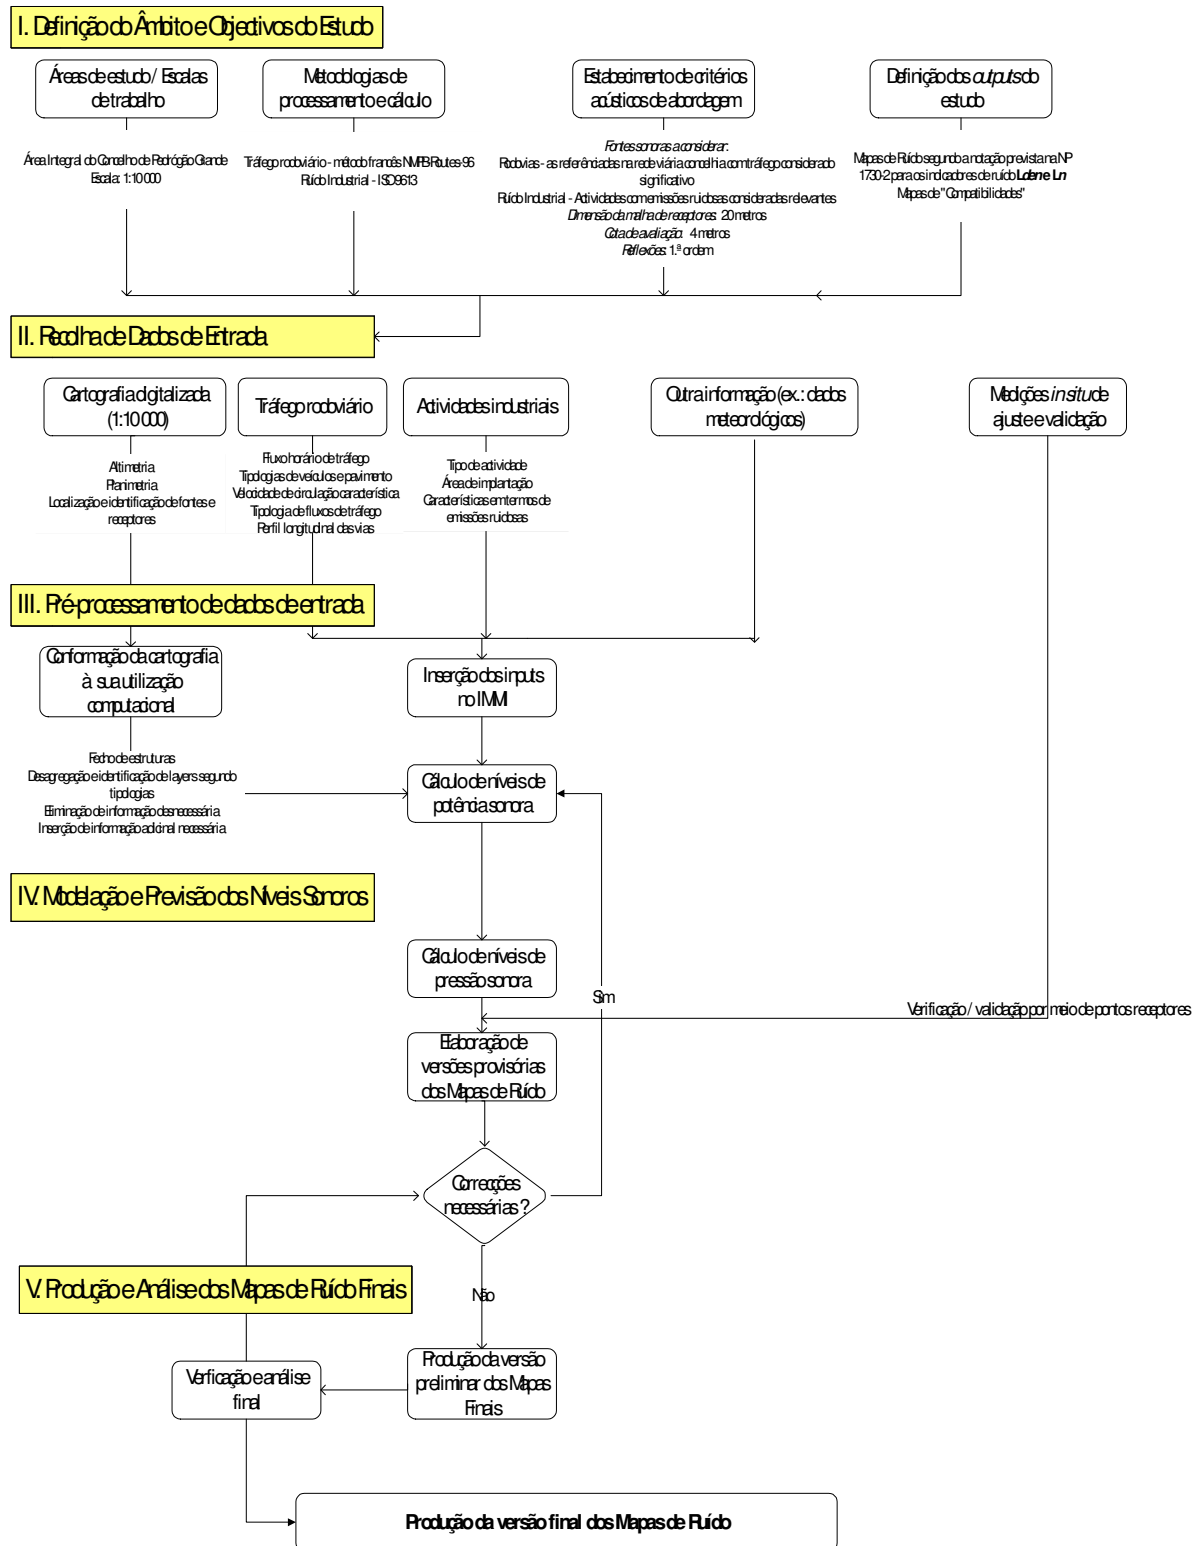 I. Definição do Âmbito e Objectivos do Estudo
Áreas de estudo / Escalas
de trabalho
Metodologias de
processamento e cálculo
Estabecimento de critérios
acústicos de abordagem
Definição dos outputs do
estudo
Área Integral do Concelho de Pedrógão Grande
Escala: 1:10 000
Tráfego rodoviário - método francês NMPB-Routes-96
Ruído Industrial - ISO 9613
Fontes sonoras a considerar:
Rodovias - as referênciadas na rede viária concelhia com tráfego considerado
significativo
Ruído Industrial - Actividades com emissões ruidosas consideradas relevantes
Dimensão da malha de receptores: 20 metros
Cota de avaliação: 4 metros
Reflexões: 1.ª ordem
Mapas de Ruído segundo a notação prevista na NP
1730-2 para os indicadores de ruído Lden e Ln
Mapas de "Compatibilidades"
II. Recolha de Dados de Entrada
Cartografia digitalizada
(1:10 000)
Tráfego rodoviário
Actividades industriais
Outra informação (ex.: dados
meteorológicos)
Medições in situ de
ajuste e validação
Altimetria
Planimetria
Localização e identificação de fontes e
receptores
Fluxo horário de tráfego
Tipologias de veículos e pavimento
Velocidade de circulação característica
Tipologia de fluxos de tráfego
Perfil longitudinal das vias
Tipo de actividade
Área de implantação
Características em termos de
emissões ruidosas
III. Pré-processamento de dados de entrada
Conformação da cartografia
à sua utilização
computacional
Inserção dos inputs
no IMMI
Fecho de estruturas
Desagregação e identificação de layers segundo
tipologias
Eliminação de informação desnecessária
Inserção de informação adicinal necessária
Cálculo de níveis de
potência sonora
IV. Modelação e Previsão dos Níveis Sonoros
Cálculo de níveis de
pressão sonora
Sim
Verificação / validação por meio de pontos receptores
Elaboração de
versões provisórias
dos Mapas de Ruído
Correcções
necessárias ?
V. Produção e Análise dos Mapas de Ruído Finais
Não
Verficação e análise
final
Produção da versão
preliminar dos Mapas
Finais
Produção da versão final dos Mapas de Ruído